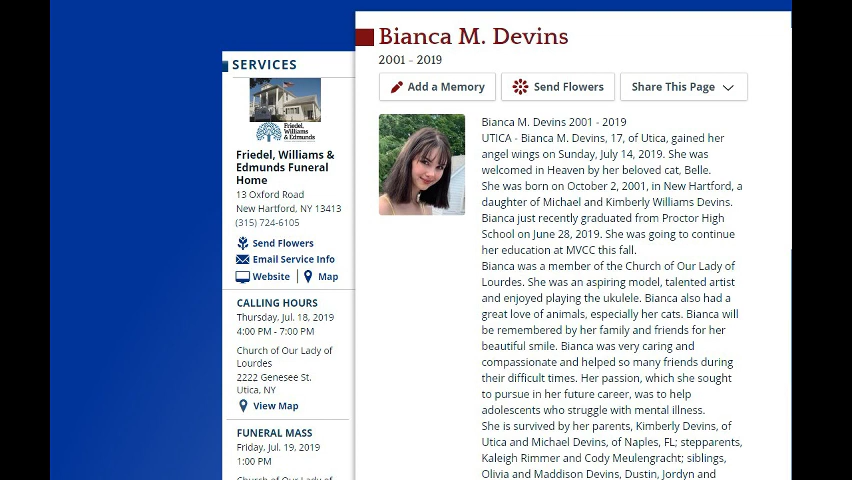 Bianca M. Devins
2001 - 2019
Add a Memory
Send Flowers
Share This Page
SERVICES
Friedel,
Williams
& Edmunds
Friedel, Williams &
Edmunds Funeral
Home
13 Oxford Road
New Hartford, NY 13413
(315) 724-6105
Send Flowers
Email Service Info
Website | Map
CALLING HOURS
Thursday, Jul. 18, 2019
4:00 PM - 7:00 PM
Church of Our Lady of
Lourdes
2222 Genesee St.
Utica, NY
View Map
FUNERAL MASS
Friday, Jul. 19, 2019
1:00 PM
Church of Our Lady of
Bianca M. Devins 2001 - 2019
UTICA - Bianca M. Devins, 17, of Utica, gained her
angel wings on Sunday, July 14, 2019. She was
welcomed in Heaven by her beloved cat, Belle.
She was born on October 2, 2001, in New Hartford, a
daughter of Michael and Kimberly Williams Devins.
Bianca just recently graduated from Proctor High
School on June 28, 2019. She was going to continue
her education at MVCC this fall.
Bianca was a member of the Church of Our Lady of
Lourdes. She was an aspiring model, talented artist
and enjoyed playing the ukulele. Bianca also had a
great love of animals, especially her cats. Bianca will
be remembered by her family and friends for her
beautiful smile. Bianca was very caring and
compassionate and helped so many friends during
their difficult times. Her passion, which she sought
to pursue in her future career, was to help
adolescents who struggle with mental illness.
She is survived by her parents, Kimberly Devins, of
Utica and Michael Devins, of Naples, FL; stepparents,
Kaleigh Rimmer and Cody Meulengracht; siblings,
Olivia and Maddison Devins, Dustin, Jordyn and